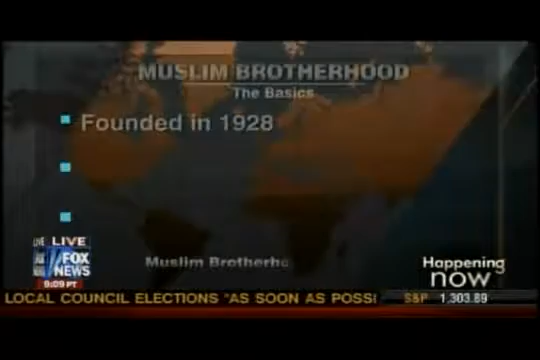 MUSLIM BROTHERHOOD
The Basics
Founded in 1928
LIVE
FOX
NEWS
9:09 PT
Muslim Brotherho
Happening
now
LOCAL COUNCIL ELECTIONS "AS SOON AS POSSI
S&P 1,303.89